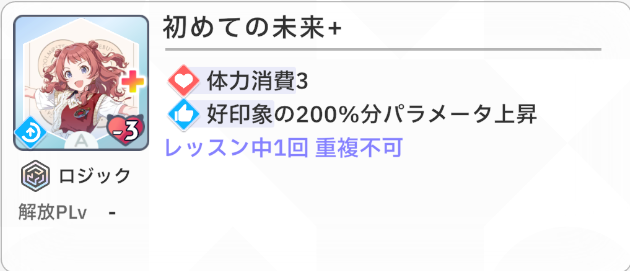 初めての未来+
体力消費3
好印象の200%分パラメータ上昇
レッスン中1回 重複不可
-3
A
ロジック
解放PLv -